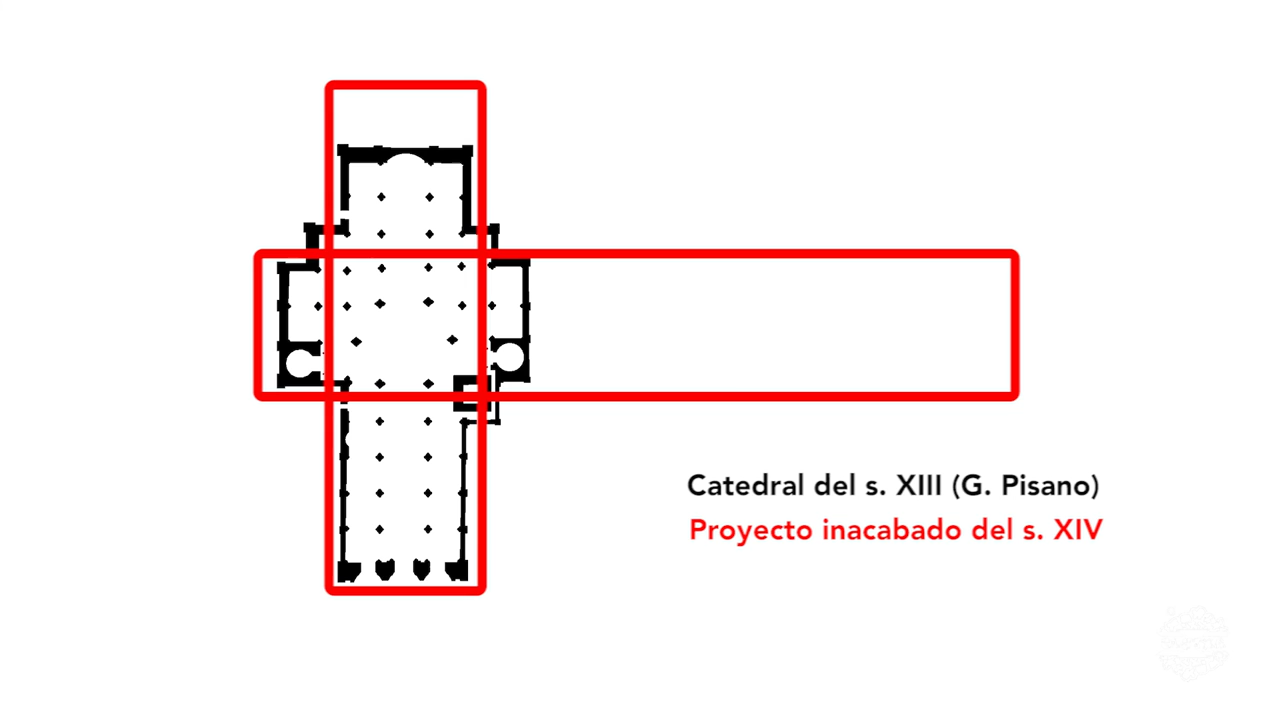 Catedral del s. XIII (G. Pisano)
Proyecto inacabado del s. XIV